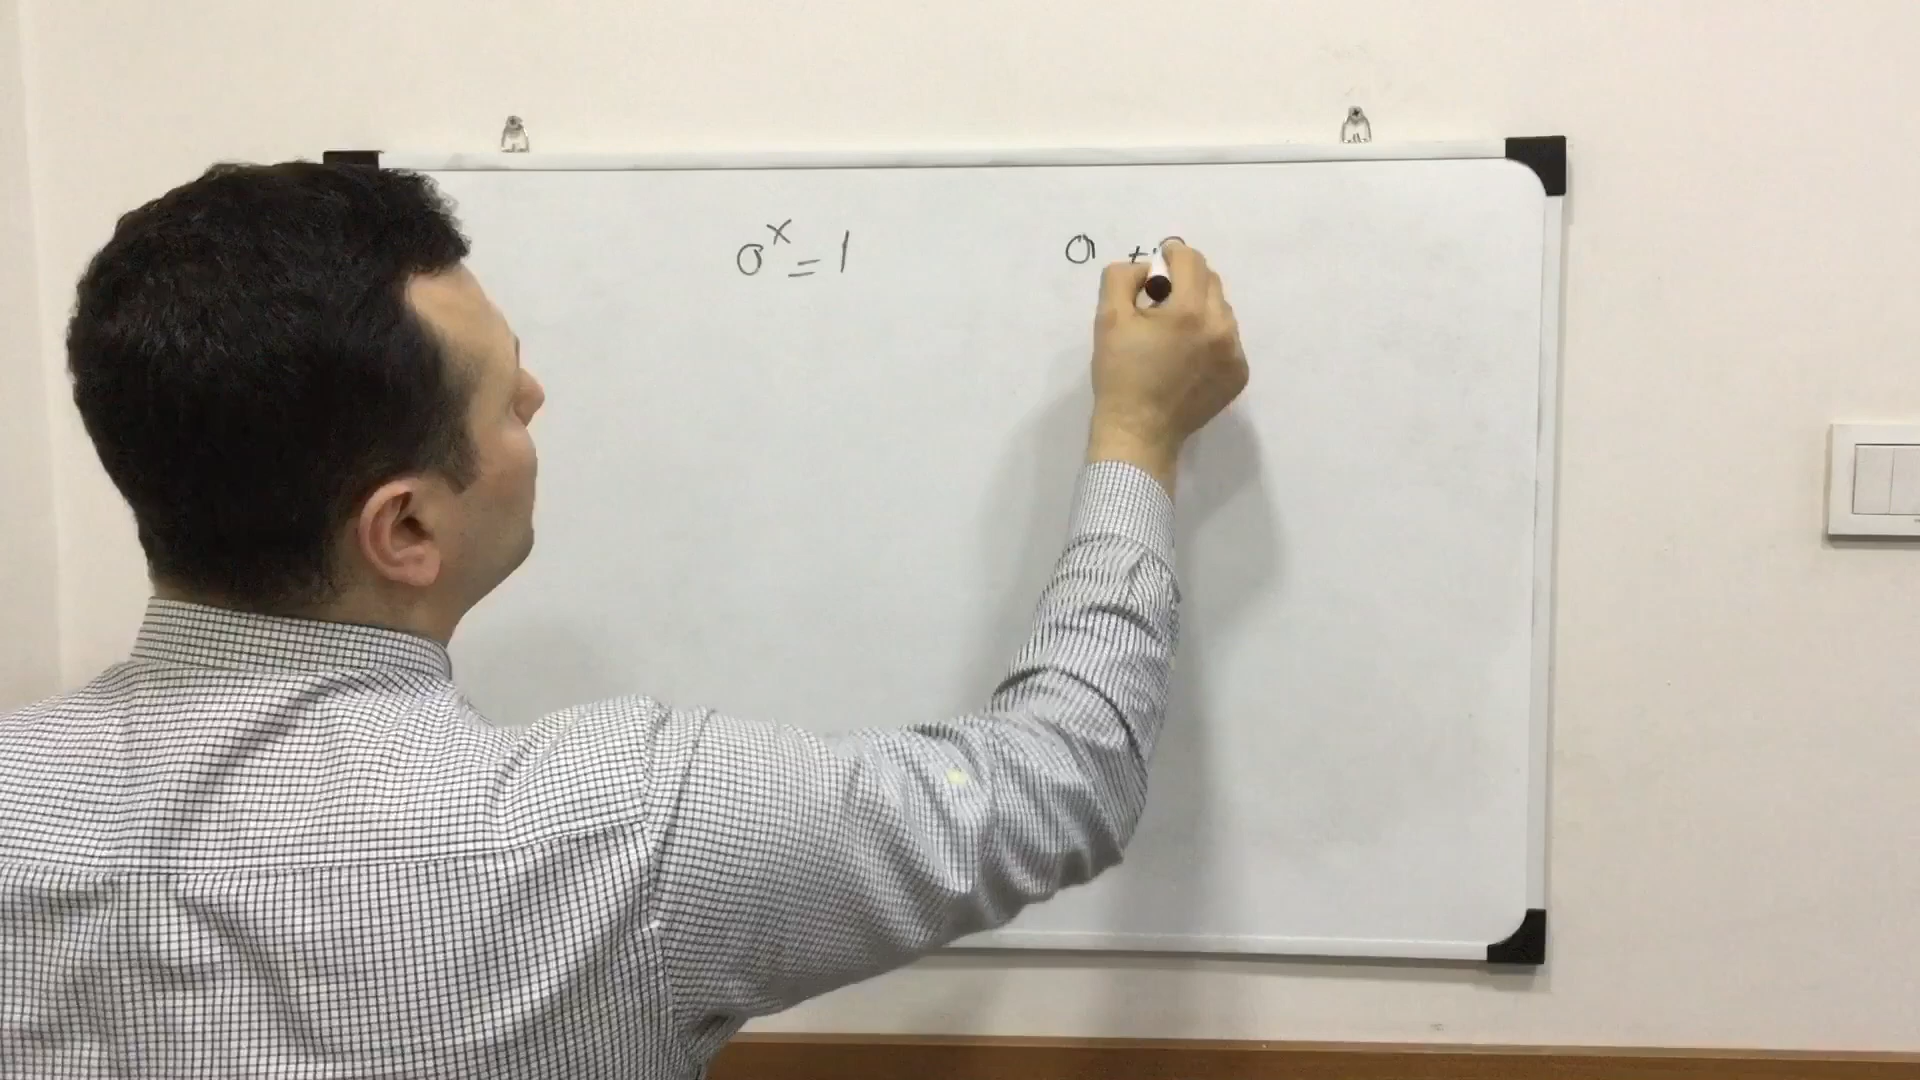 a^x = 1
a